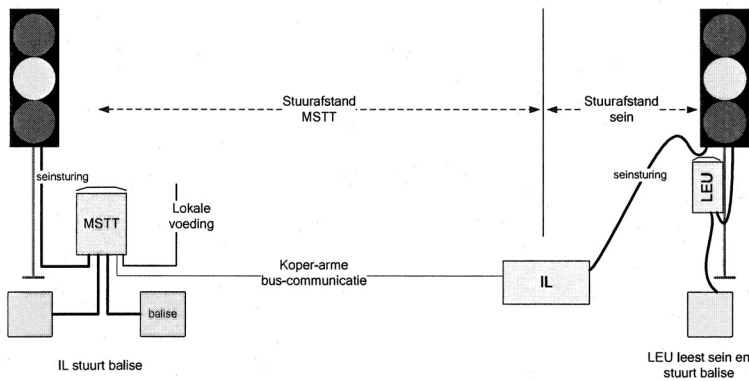 Stuurafstand
MSTT
Stuurafstand
sein
seinsturing
MSTT
Lokale
voeding
seinsturing
LEU
Koper-arme
bus-communicatie
IL
balise
IL stuurt balise
LEU leest sein en
stuurt balise